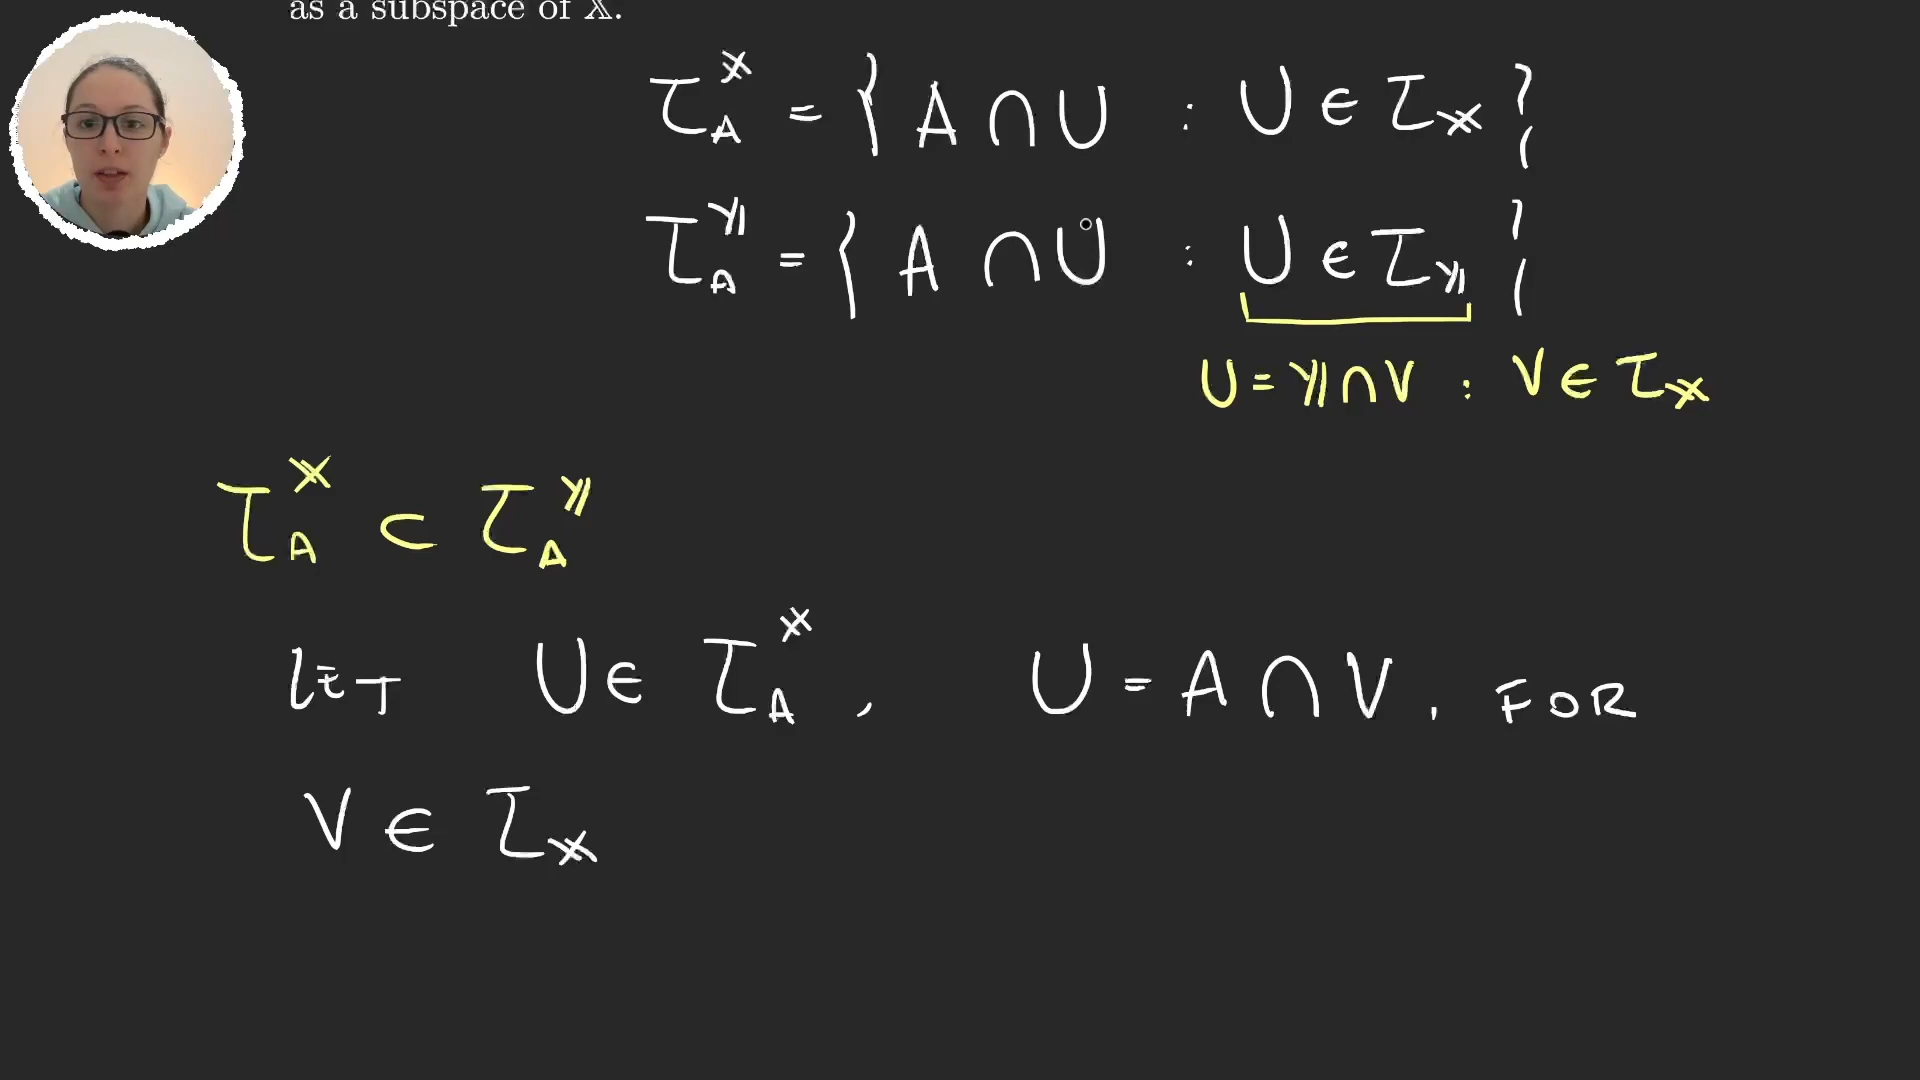 as a subspace of 𝕏.
τ_A^𝕏 = { A ∩ U : U ∈ τ_𝕏 }
τ_A^𝕐 = { A ∩ U : U ∈ τ_𝕐 }
U = 𝕐 ∩ V : V ∈ τ_𝕏
τ_A^𝕏 ⊂ τ_A^𝕐
LET U ∈ τ_A^𝕏 , U = A ∩ V , FOR
V ∈ τ_𝕏